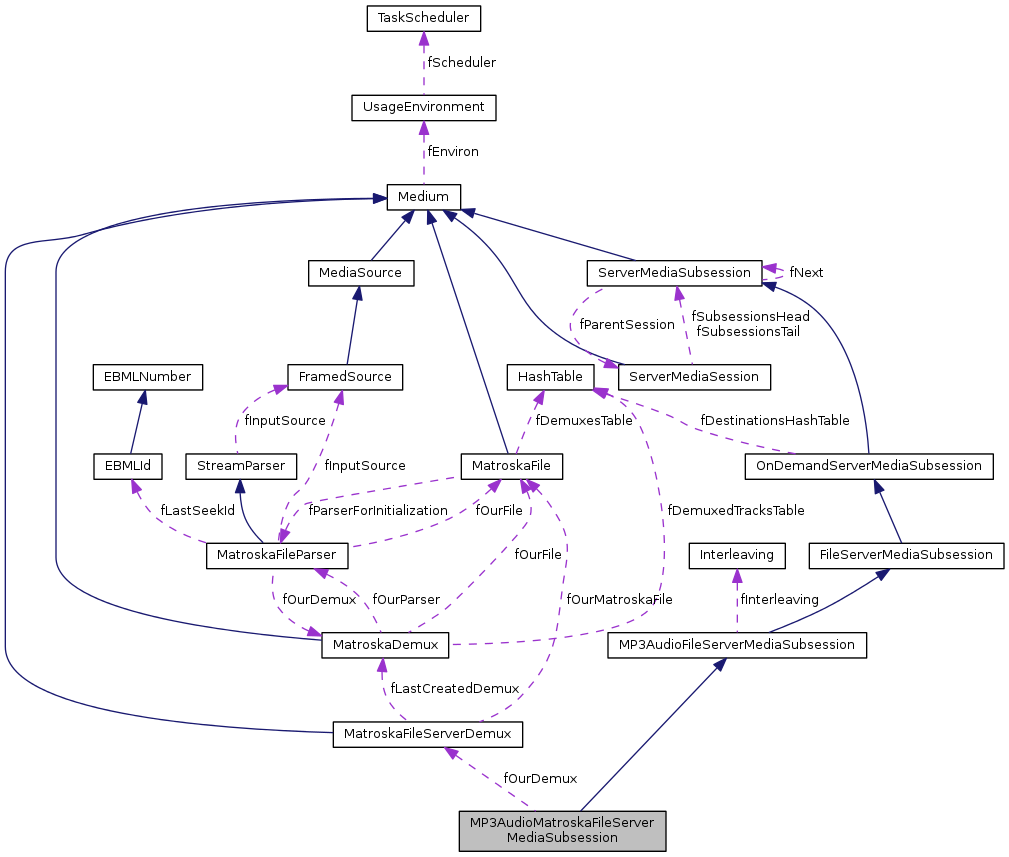 TaskScheduler
fScheduler
UsageEnvironment
fEnviron
Medium
MediaSource
ServerMediaSubsession
fNext
fParentSession
fSubsessionsHead
fSubsessionsTail
EBMLNumber
FramedSource
HashTable
ServerMediaSession
fInputSource
fDemuxesTable
fDestinationsHashTable
EBMLId
StreamParser
fInputSource
MatroskaFile
OnDemandServerMediaSubsession
fLastSeekId
fParserForInitialization
fOurFile
fDemuxedTracksTable
MatroskaFileParser
fOurFile
Interleaving
FileServerMediaSubsession
fOurDemux
fOurParser
fOurMatroskaFile
fInterleaving
MatroskaDemux
MP3AudioFileServerMediaSubsession
fLastCreatedDemux
MatroskaFileServerDemux
fOurDemux
MP3AudioMatroskaFileServer
MediaSubsession